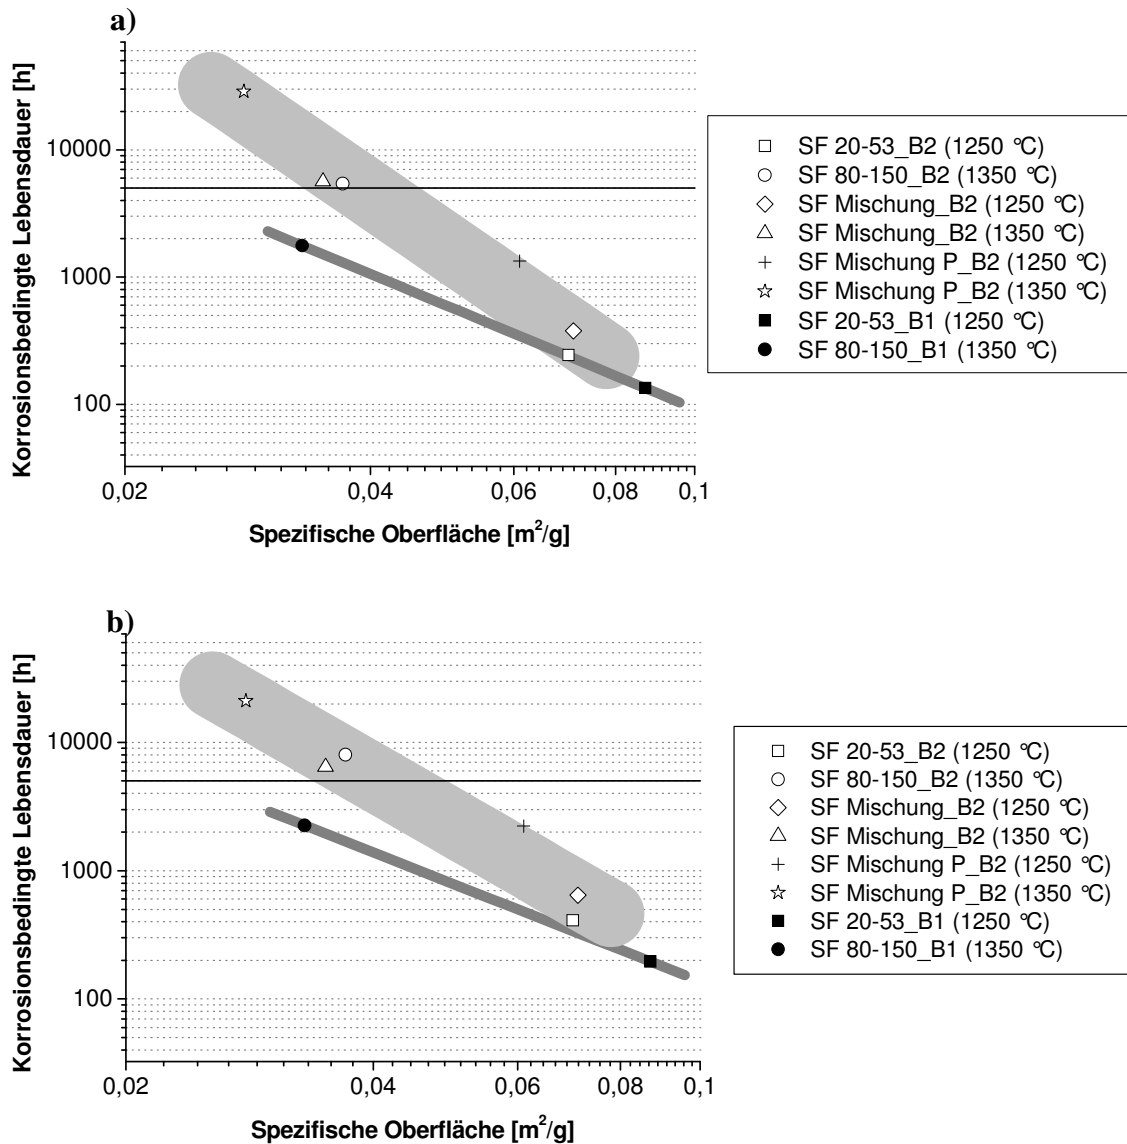 a)
Korrosionsbedingte Lebensdauer [h]
10000
1000
100
0,02
0,04
0,06
0,08
0,1
Spezifische Oberfläche [m²/g]
SF 20-53_B2 (1250 °C)
SF 80-150_B2 (1350 °C)
SF Mischung_B2 (1250 °C)
SF Mischung_B2 (1350 °C)
SF Mischung P_B2 (1250 °C)
SF Mischung P_B2 (1350 °C)
SF 20-53_B1 (1250 °C)
SF 80-150_B1 (1350 °C)
b)
Korrosionsbedingte Lebensdauer [h]
10000
1000
100
0,02
0,04
0,06
0,08
0,1
Spezifische Oberfläche [m²/g]
SF 20-53_B2 (1250 °C)
SF 80-150_B2 (1350 °C)
SF Mischung_B2 (1250 °C)
SF Mischung_B2 (1350 °C)
SF Mischung P_B2 (1250 °C)
SF Mischung P_B2 (1350 °C)
SF 20-53_B1 (1250 °C)
SF 80-150_B1 (1350 °C)